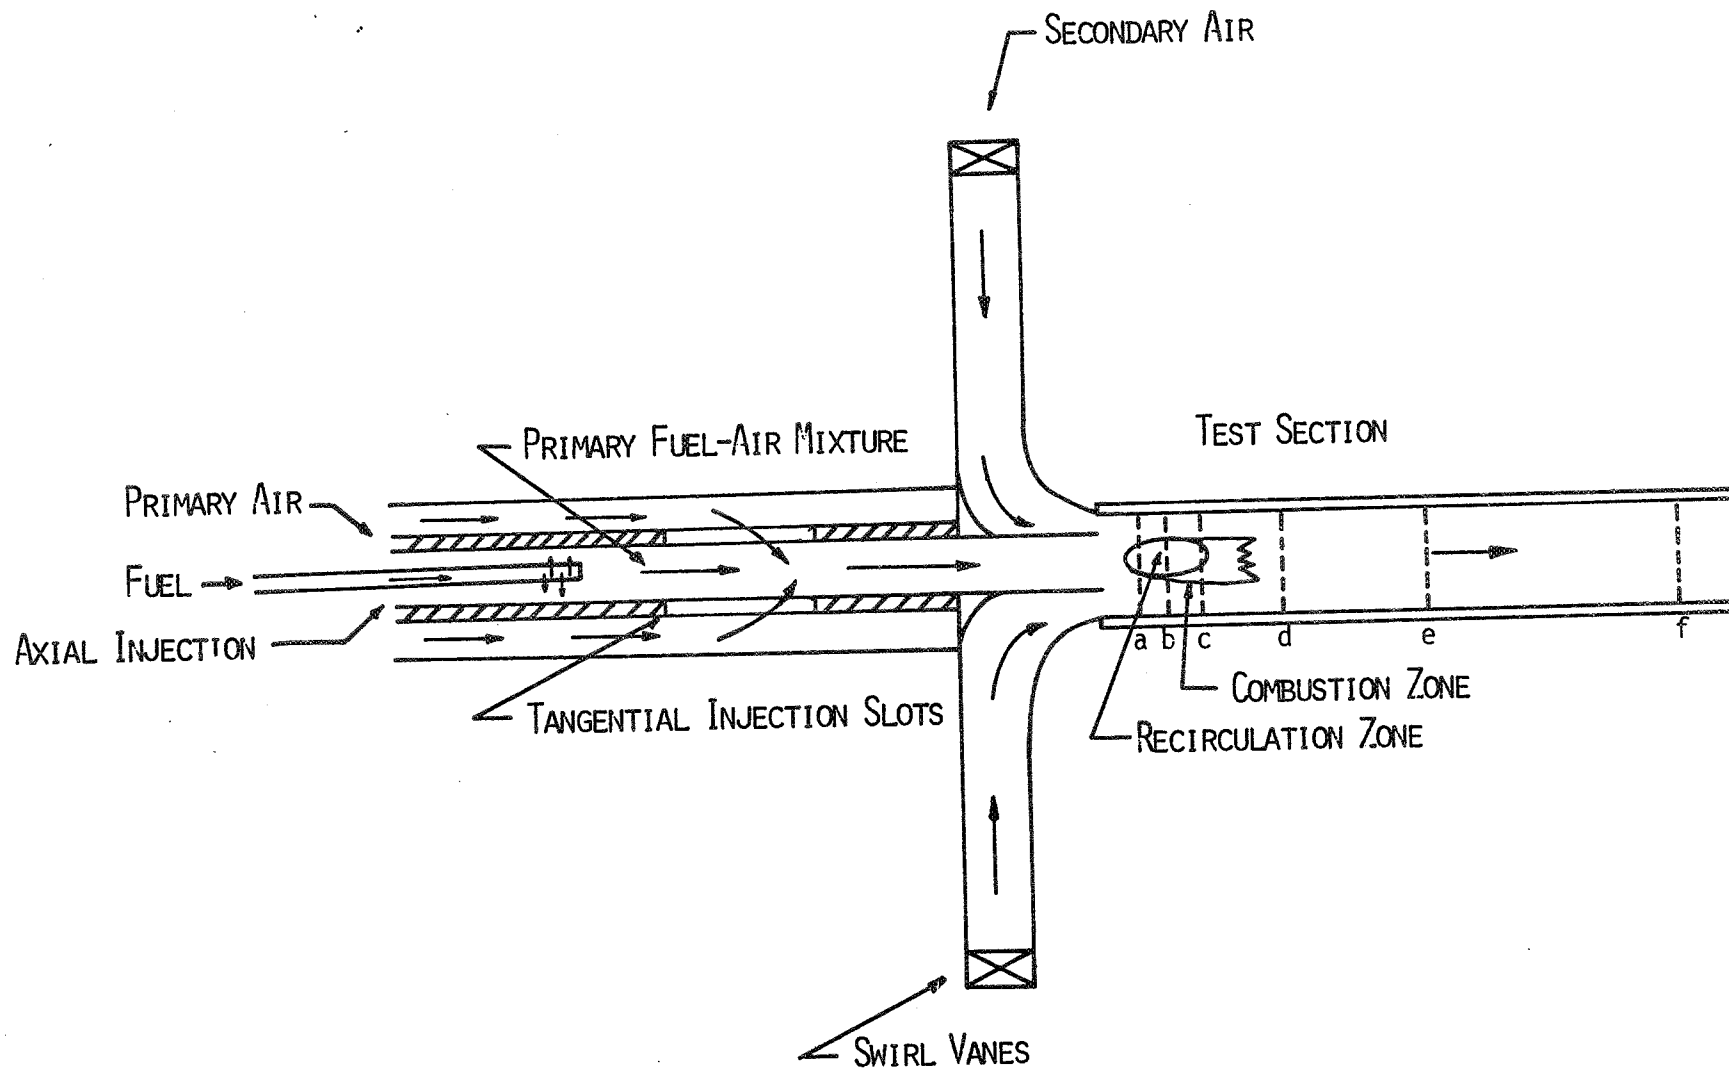 SECONDARY AIR
TEST SECTION
PRIMARY FUEL-AIR MIXTURE
PRIMARY AIR
FUEL
AXIAL INJECTION
a b c d e f
COMBUSTION ZONE
TANGENTIAL INJECTION SLOTS
RECIRCULATION ZONE
SWIRL VANES